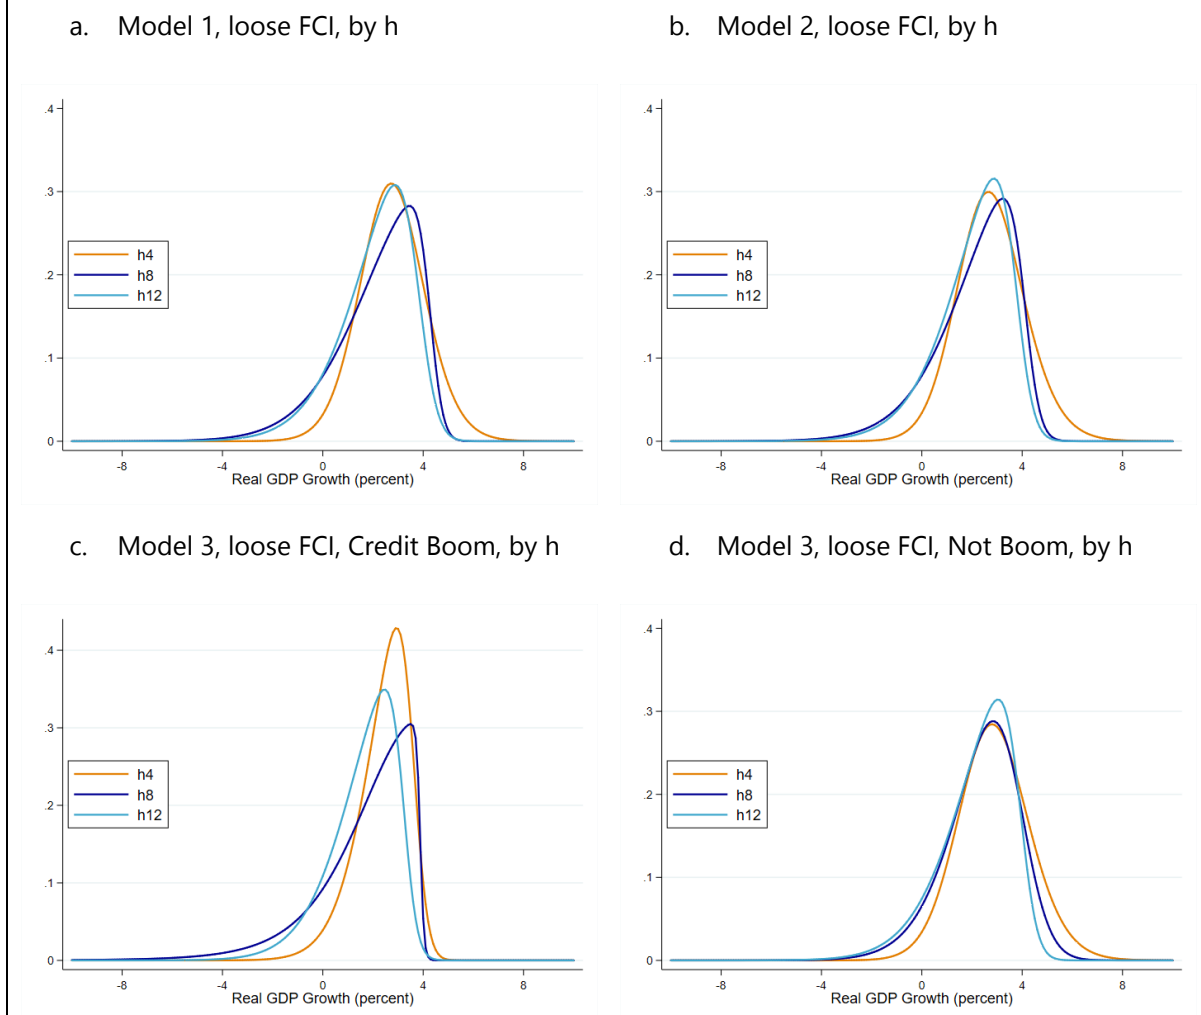 a. Model 1, loose FCI, by h
.4
.3
.2
.1
0
h4
h8
h12
-8 -4 0 4 8
Real GDP Growth (percent)
b. Model 2, loose FCI, by h
.4
.3
.2
.1
0
h4
h8
h12
-8 -4 0 4 8
Real GDP Growth (percent)
c. Model 3, loose FCI, Credit Boom, by h
.4
.3
.2
.1
0
h4
h8
h12
-8 -4 0 4 8
Real GDP Growth (percent)
d. Model 3, loose FCI, Not Boom, by h
.4
.3
.2
.1
0
h4
h8
h12
-8 -4 0 4 8
Real GDP Growth (percent)